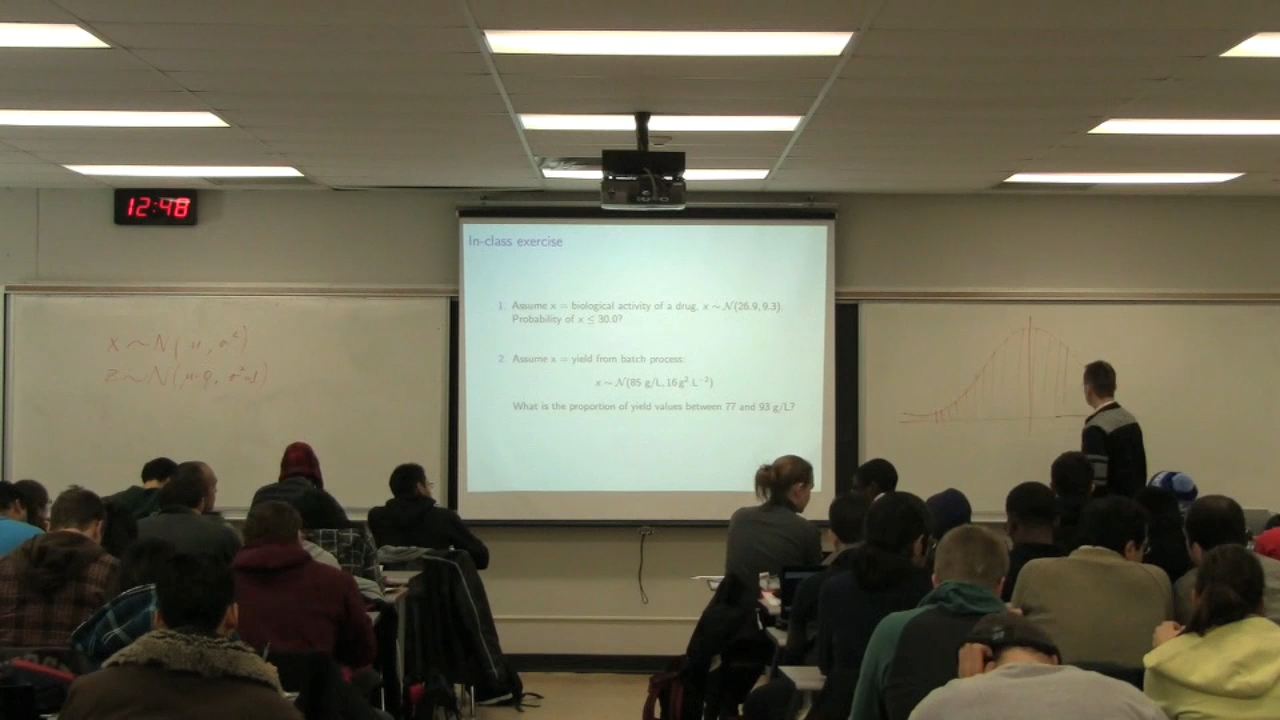 12:48
In-class exercise
1. Assume x = biological activity of a drug, x ∼ N(26.9, 9.3)
Probability of x ≤ 30.0?
2. Assume x = yield from batch process:
x ∼ N(85 g/L, 16 g².L⁻²)
What is the proportion of yield values between 77 and 93 g/L?
x ~ N(μ, σ²)